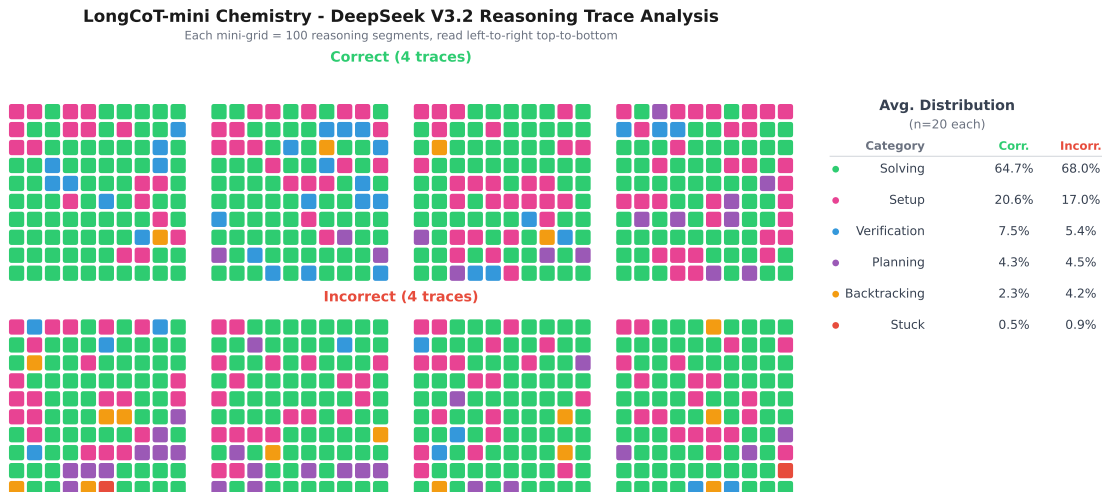 LongCoT-mini Chemistry - DeepSeek V3.2 Reasoning Trace Analysis
Each mini-grid = 100 reasoning segments, read left-to-right top-to-bottom
Correct (4 traces)
Incorrect (4 traces)
Avg. Distribution
(n=20 each)
Category Corr. Incorr.
Solving 64.7% 68.0%
Setup 20.6% 17.0%
Verification 7.5% 5.4%
Planning 4.3% 4.5%
Backtracking 2.3% 4.2%
Stuck 0.5% 0.9%